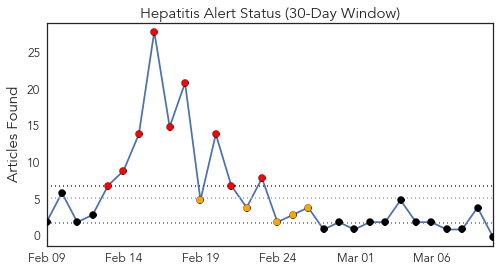 Hepatitis Alert Status (30-Day Window)
Articles Found
25
20
15
10
5
0
Feb 09
Feb 14
Feb 19
Feb 24
Mar 01
Mar 06